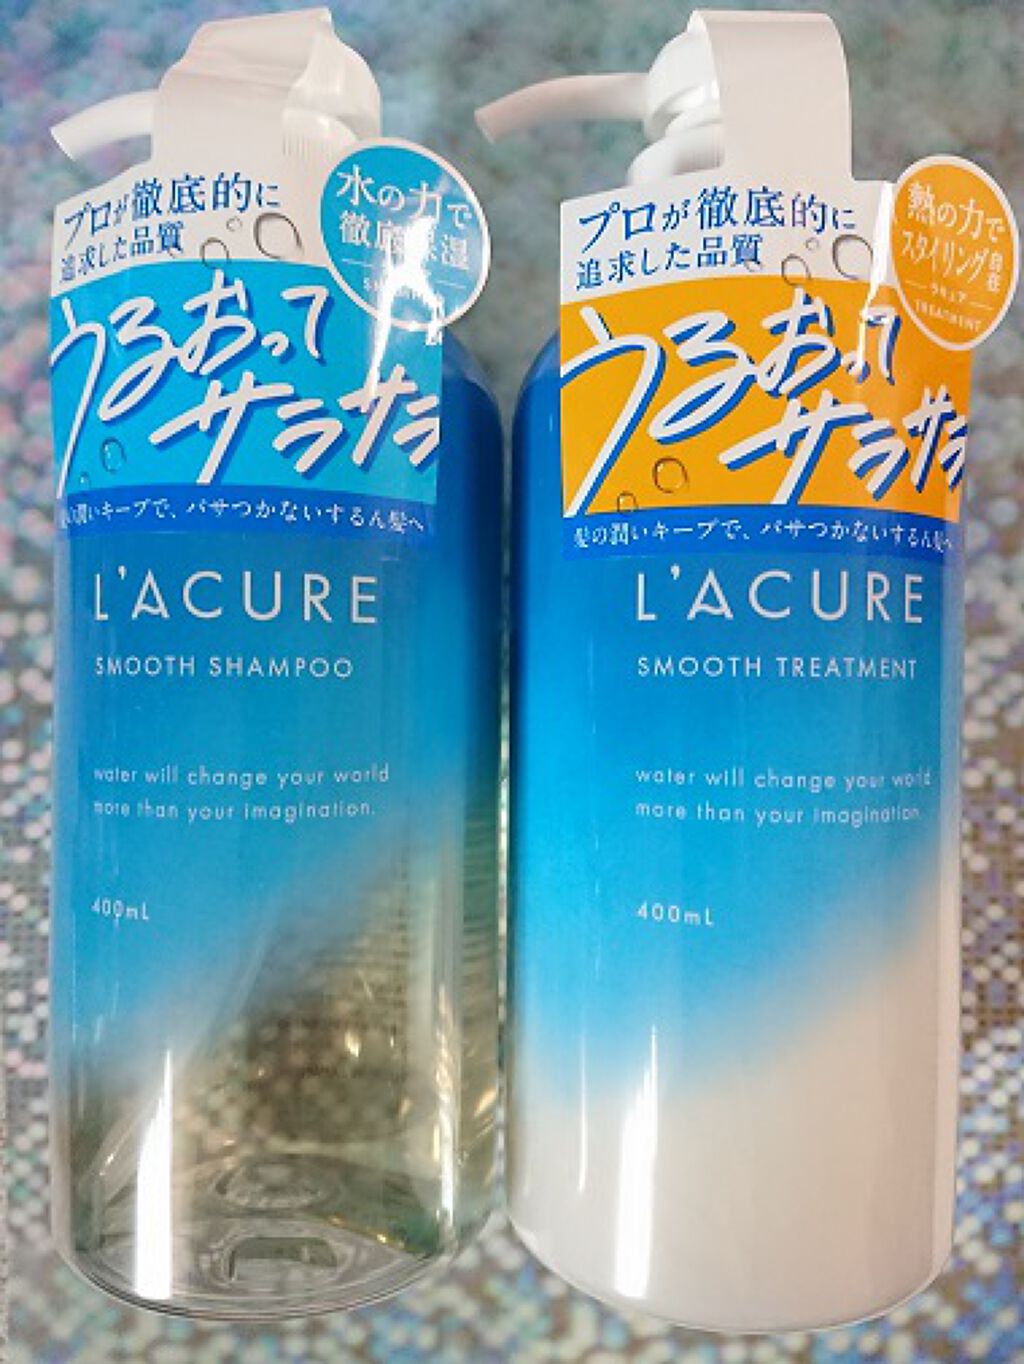 プロが徹底的に
追求した品質
水の力で
徹底保湿
うるおって
サラサラ
潤いキープで、パサつかないするん髪へ
L'ACURE
SMOOTH SHAMPOO
water will change your world
more than your imagination.
400mL
プロが徹底的に
追求した品質
熱の力で
スタイリング自在
ラキュア
TREATMENT
うるおって
サラサラ
髪の潤いキープで、パサつかないするん髪へ
L'ACURE
SMOOTH TREATMENT
water will change your world
more than your imagination.
400mL